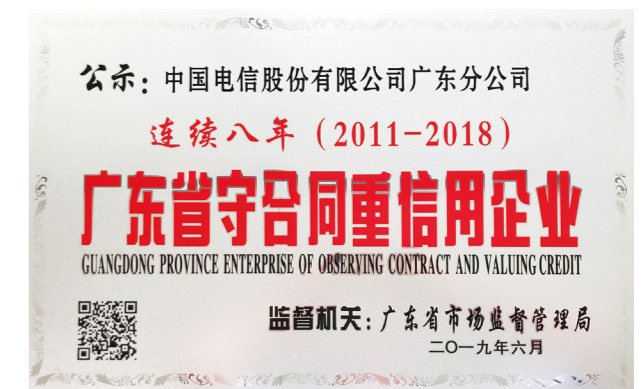 公示：中国电信股份有限公司广东分公司
连续八年（2011-2018）
广东省守合同重信用企业
GUANGDONG PROVINCE ENTERPRISE OF OBSERVING CONTRACT AND VALUING CREDIT
监督机关：广东省市场监督管理局
二〇一九年六月